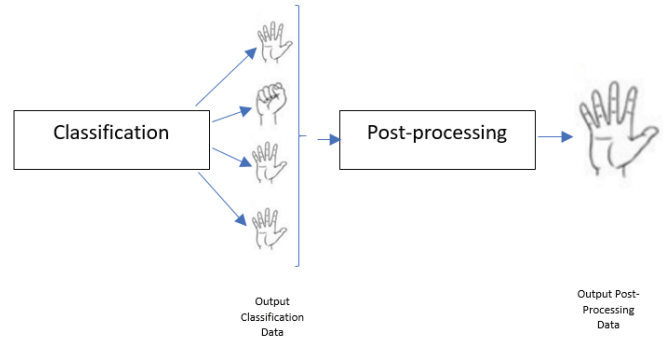 Classification
Post-processing
Output
Classification
Data
Output Post-
Processing
Data